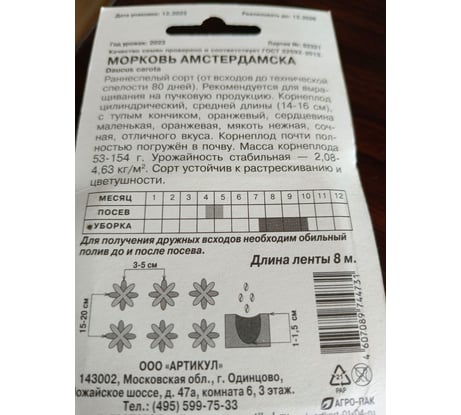 Дата упаковки: 12.2023 Реализовать до: 12.2026
Год урожая: 2023 Партия №: 02321
Качество семян проверено и соответствует ГОСТ 32592-2013.
МОРКОВЬ АМСТЕРДАМСКА
Daucus carota
Раннеспелый сорт (от всходов до технической
спелости 80 дней). Рекомендуется для выра-
щивания на пучковую продукцию. Корнеплод
цилиндрический, средней длины (14-16 см),
с тупым кончиком, оранжевый, сердцевина
маленькая, оранжевая, мякоть нежная, соч-
ная, отличного вкуса. Корнеплод почти пол-
ностью погружён в почву. Масса корнеплода
53-154 г. Урожайность стабильная — 2,08-
4,63 кг/м². Сорт устойчив к растрескиванию и
цветушности.
МЕСЯЦ 1 2 3 4 5 6 7 8 9 10 11 12
ПОСЕВ
УБОРКА
Для получения дружных всходов необходим обильный
полив до и после посева.
Длина ленты 8 м.
3-5 см
15-20 см
1-1,5 см
4 607089 744731
ООО «АРТИКУЛ»
143002, Московская обл., г. Одинцово,
ожайское шоссе, д. 47а, комната 6, 3 этаж.
Тел.: (495) 599-75-33
21
PAP
АГРО-ПАК